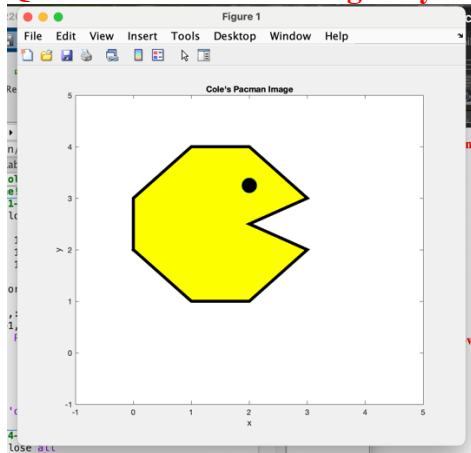 Figure 1
File Edit View Insert Tools Desktop Window Help
Cole's Pacman Image
5
4
3
2
1
0
-1
y
-1 0 1 2 3 4 5
x
lose all